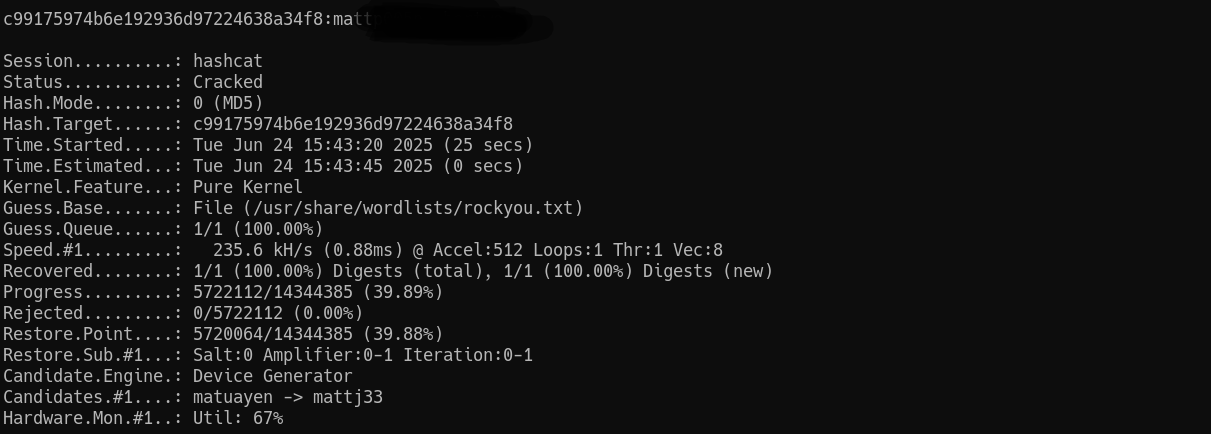 c99175974b6e192936d97224638a34f8:matt
Session..........: hashcat
Status...........: Cracked
Hash.Mode........: 0 (MD5)
Hash.Target......: c99175974b6e192936d97224638a34f8
Time.Started.....: Tue Jun 24 15:43:20 2025 (25 secs)
Time.Estimated...: Tue Jun 24 15:43:45 2025 (0 secs)
Kernel.Feature...: Pure Kernel
Guess.Base.......: File (/usr/share/wordlists/rockyou.txt)
Guess.Queue......: 1/1 (100.00%)
Speed.#1.........:   235.6 kH/s (0.88ms) @ Accel:512 Loops:1 Thr:1 Vec:8
Recovered........: 1/1 (100.00%) Digests (total), 1/1 (100.00%) Digests (new)
Progress.........: 5722112/14344385 (39.89%)
Rejected.........: 0/5722112 (0.00%)
Restore.Point....: 5720064/14344385 (39.88%)
Restore.Sub.#1...: Salt:0 Amplifier:0-1 Iteration:0-1
Candidate.Engine.: Device Generator
Candidates.#1....: matuayen -> mattj33
Hardware.Mon.#1..: Util: 67%